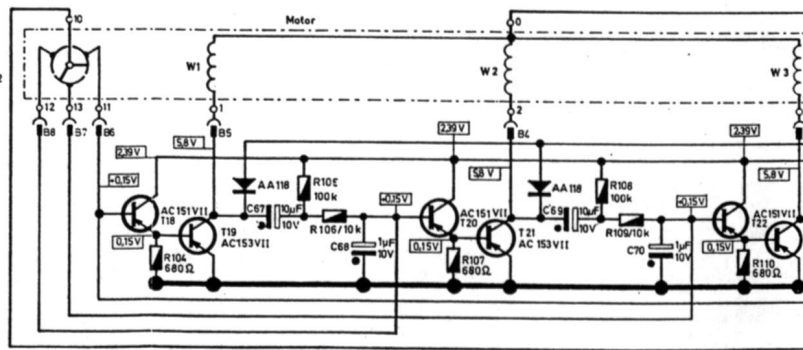 10
Motor
0
W1
W2
W3
12
13
11
1
2
B8
B7
B6
B5
B4
2,39V
5,8V
2,39V
5,8V
2,39V
5,8V
+0,15V
AA118
R105
100k
+0,15V
AA118
R108
100k
+0,15V
AC151VII
T18
C67
10µF
10V
R106/10k
AC151VII
T20
C69
10µF
10V
R109/10k
AC151VII
T22
0,15V
T19
AC153VII
C68
1µF
10V
0,15V
T21
AC153VII
C70
1µF
10V
0,15V
R104
680Ω
R107
680Ω
R110
680Ω